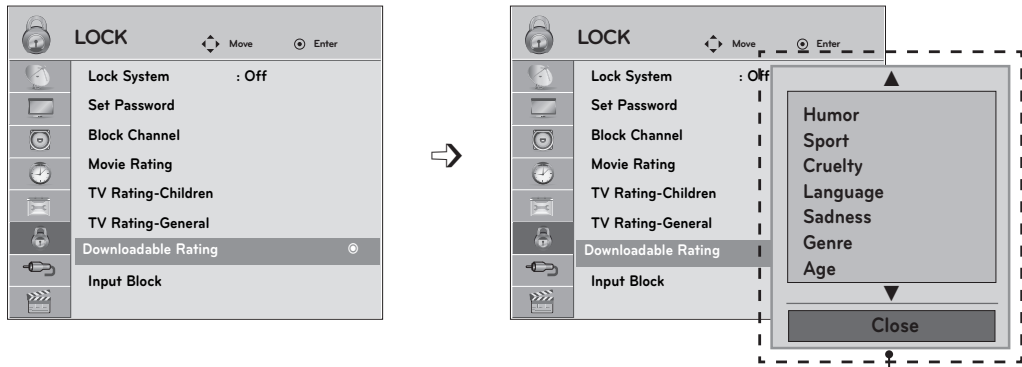 LOCK
Move
Enter
Lock System : Off
Set Password
Block Channel
Movie Rating
TV Rating-Children
TV Rating-General
Downloadable Rating
Input Block
LOCK
Move
Enter
Lock System : Off
Set Password
Block Channel
Movie Rating
TV Rating-Children
TV Rating-General
Downloadable Rating
Input Block
Humor
Sport
Cruelty
Language
Sadness
Genre
Age
Close